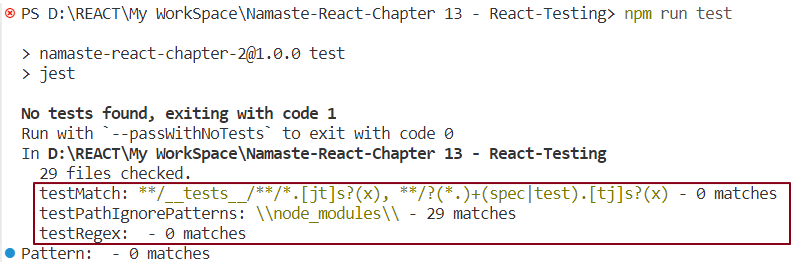 PS D:\REACT\My WorkSpace\Namaste-React-Chapter 13 - React-Testing> npm run test
> namaste-react-chapter-2@1.0.0 test
> jest
No tests found, exiting with code 1
Run with `--passWithNoTests` to exit with code 0
In D:\REACT\My WorkSpace\Namaste-React-Chapter 13 - React-Testing
29 files checked.
testMatch: **/__tests__/**/*.[jt]s?(x), **/?(*.)+(spec|test).[tj]s?(x) - 0 matches
testPathIgnorePatterns: \\node_modules\\ - 29 matches
testRegex:  - 0 matches
Pattern:  - 0 matches